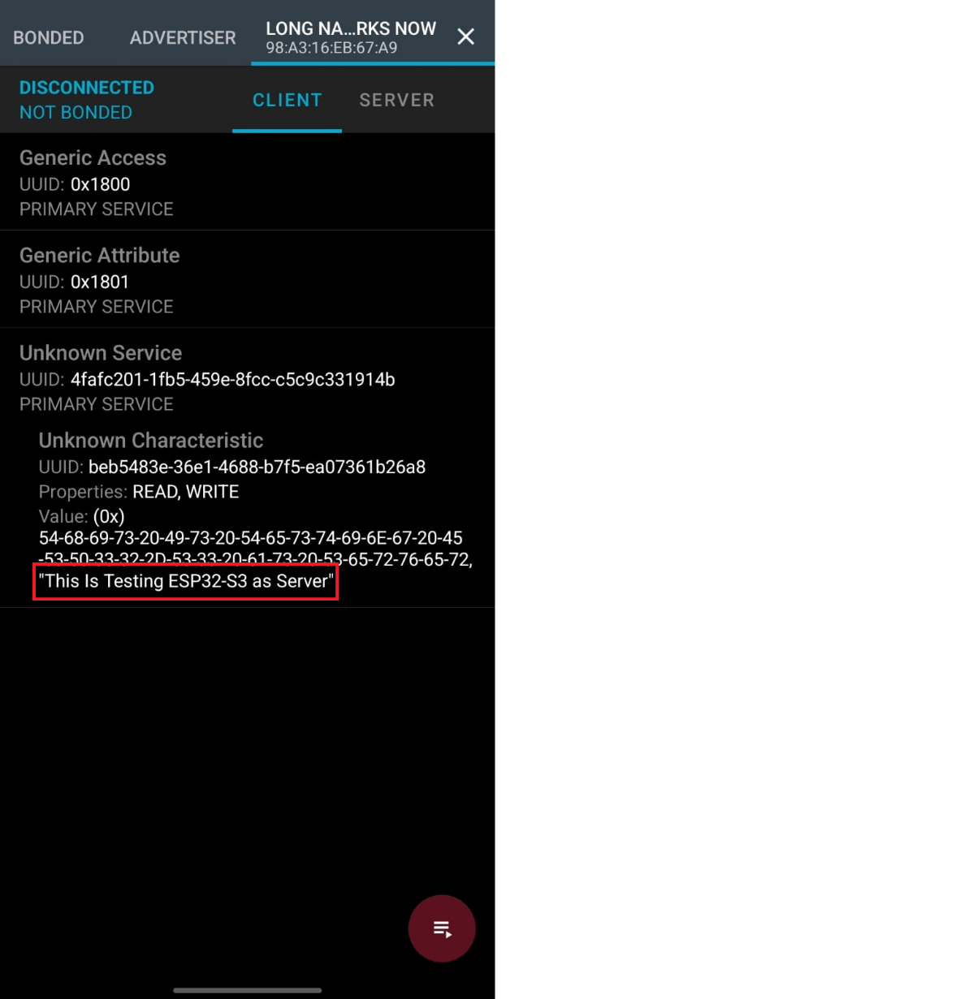 BONDED
ADVERTISER
LONG NA...RKS NOW
98:A3:16:EB:67:A9
DISCONNECTED
NOT BONDED
CLIENT
SERVER
Generic Access
UUID: 0x1800
PRIMARY SERVICE
Generic Attribute
UUID: 0x1801
PRIMARY SERVICE
Unknown Service
UUID: 4fafc201-1fb5-459e-8fcc-c5c9c331914b
PRIMARY SERVICE
Unknown Characteristic
UUID: beb5483e-36e1-4688-b7f5-ea07361b26a8
Properties: READ, WRITE
Value: (0x)
54-68-69-73-20-49-73-20-54-65-73-74-69-6E-67-20-45
-53-50-33-32-2D-53-33-20-61-73-20-53-65-72-76-65-72,
"This Is Testing ESP32-S3 as Server"